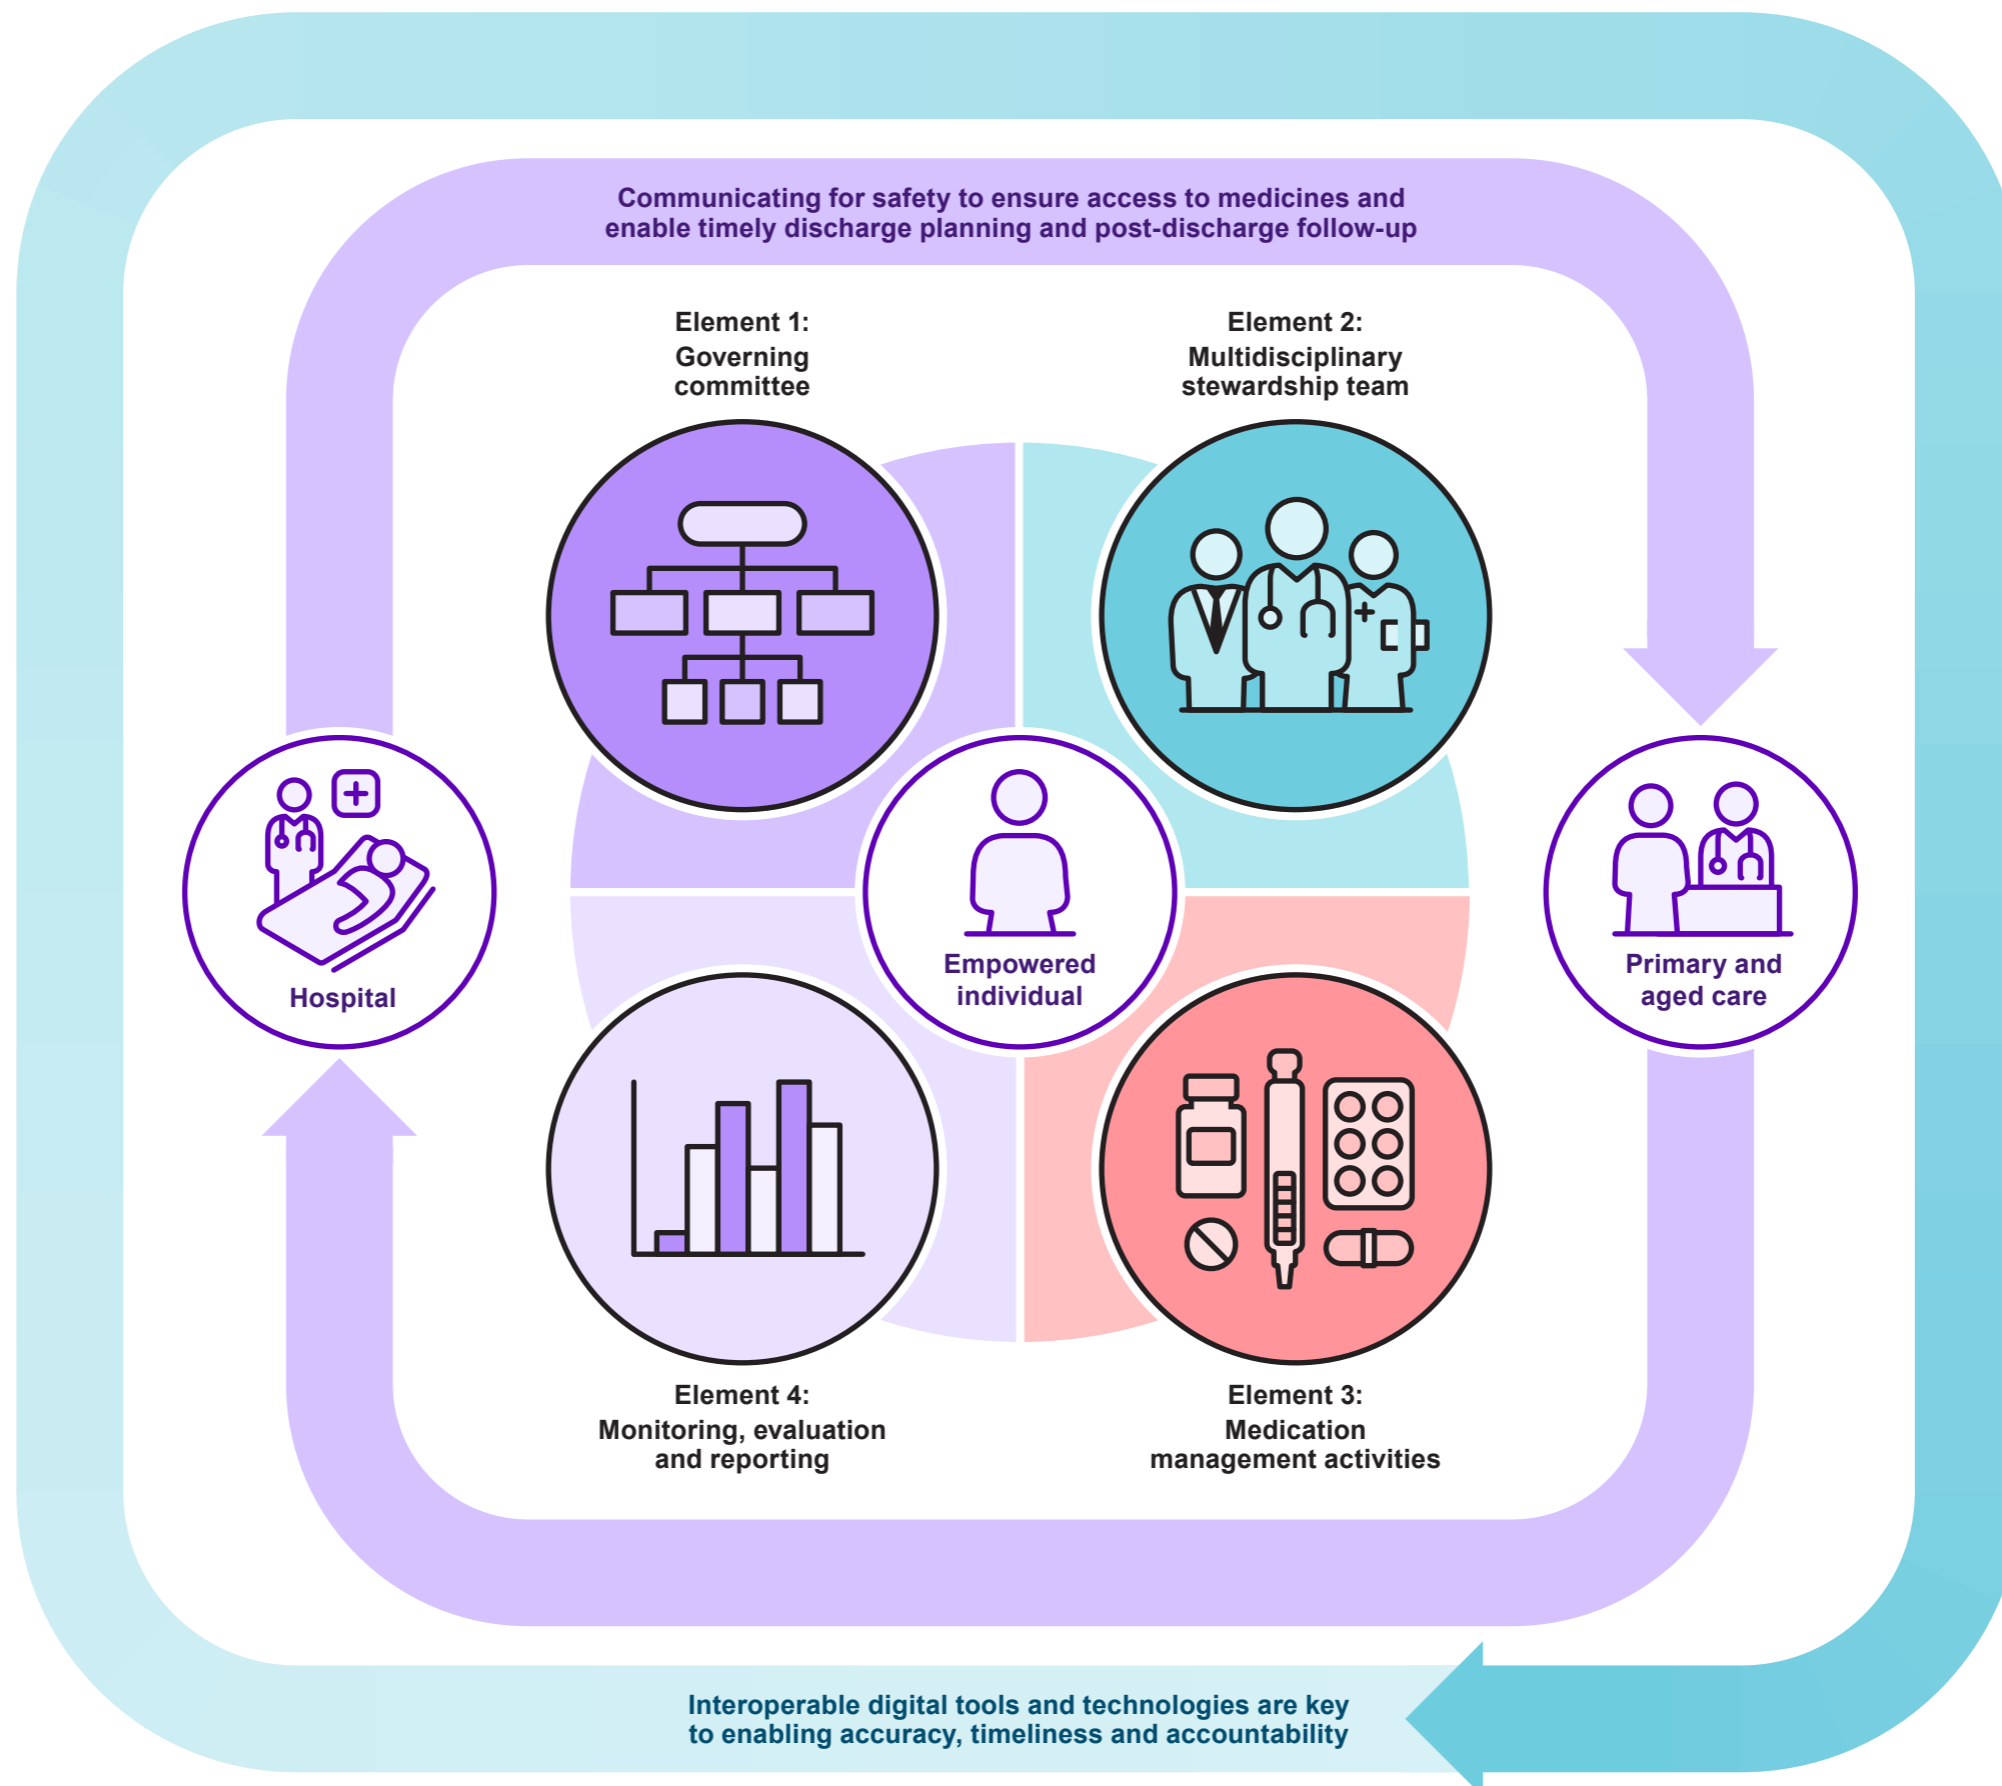 Communicating for safety to ensure access to medicines and
enable timely discharge planning and post-discharge follow-up
Element 1:
Governing
committee
Element 2:
Multidisciplinary
stewardship team
Hospital
Empowered
individual
Primary and
aged care
Element 4:
Monitoring, evaluation
and reporting
Element 3:
Medication
management activities
Interoperable digital tools and technologies are key
to enabling accuracy, timeliness and accountability